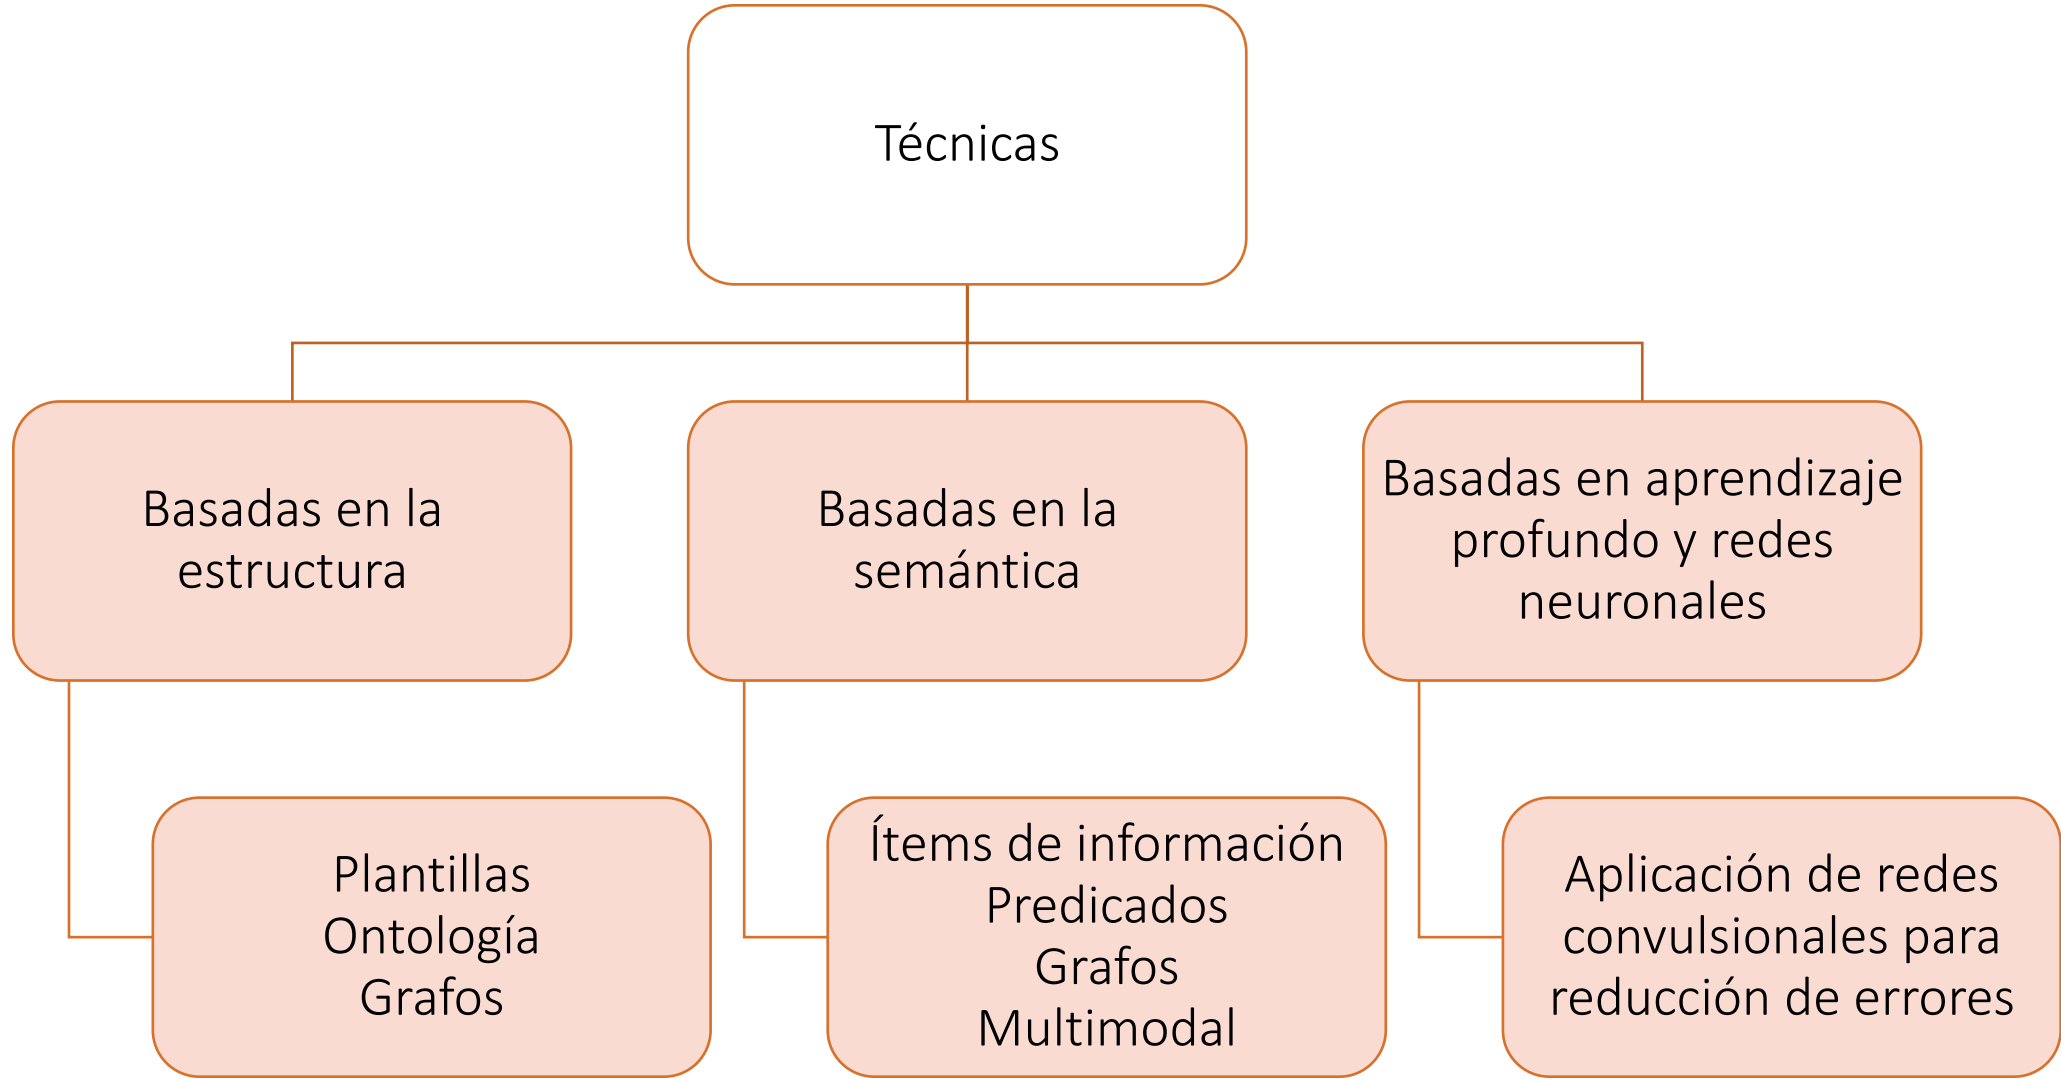 Técnicas
Basadas en la
estructura
Basadas en la
semántica
Basadas en aprendizaje
profundo y redes
neuronales
Plantillas
Ontología
Grafos
Ítems de información
Predicados
Grafos
Multimodal
Aplicación de redes
convulsionales para
reducción de errores